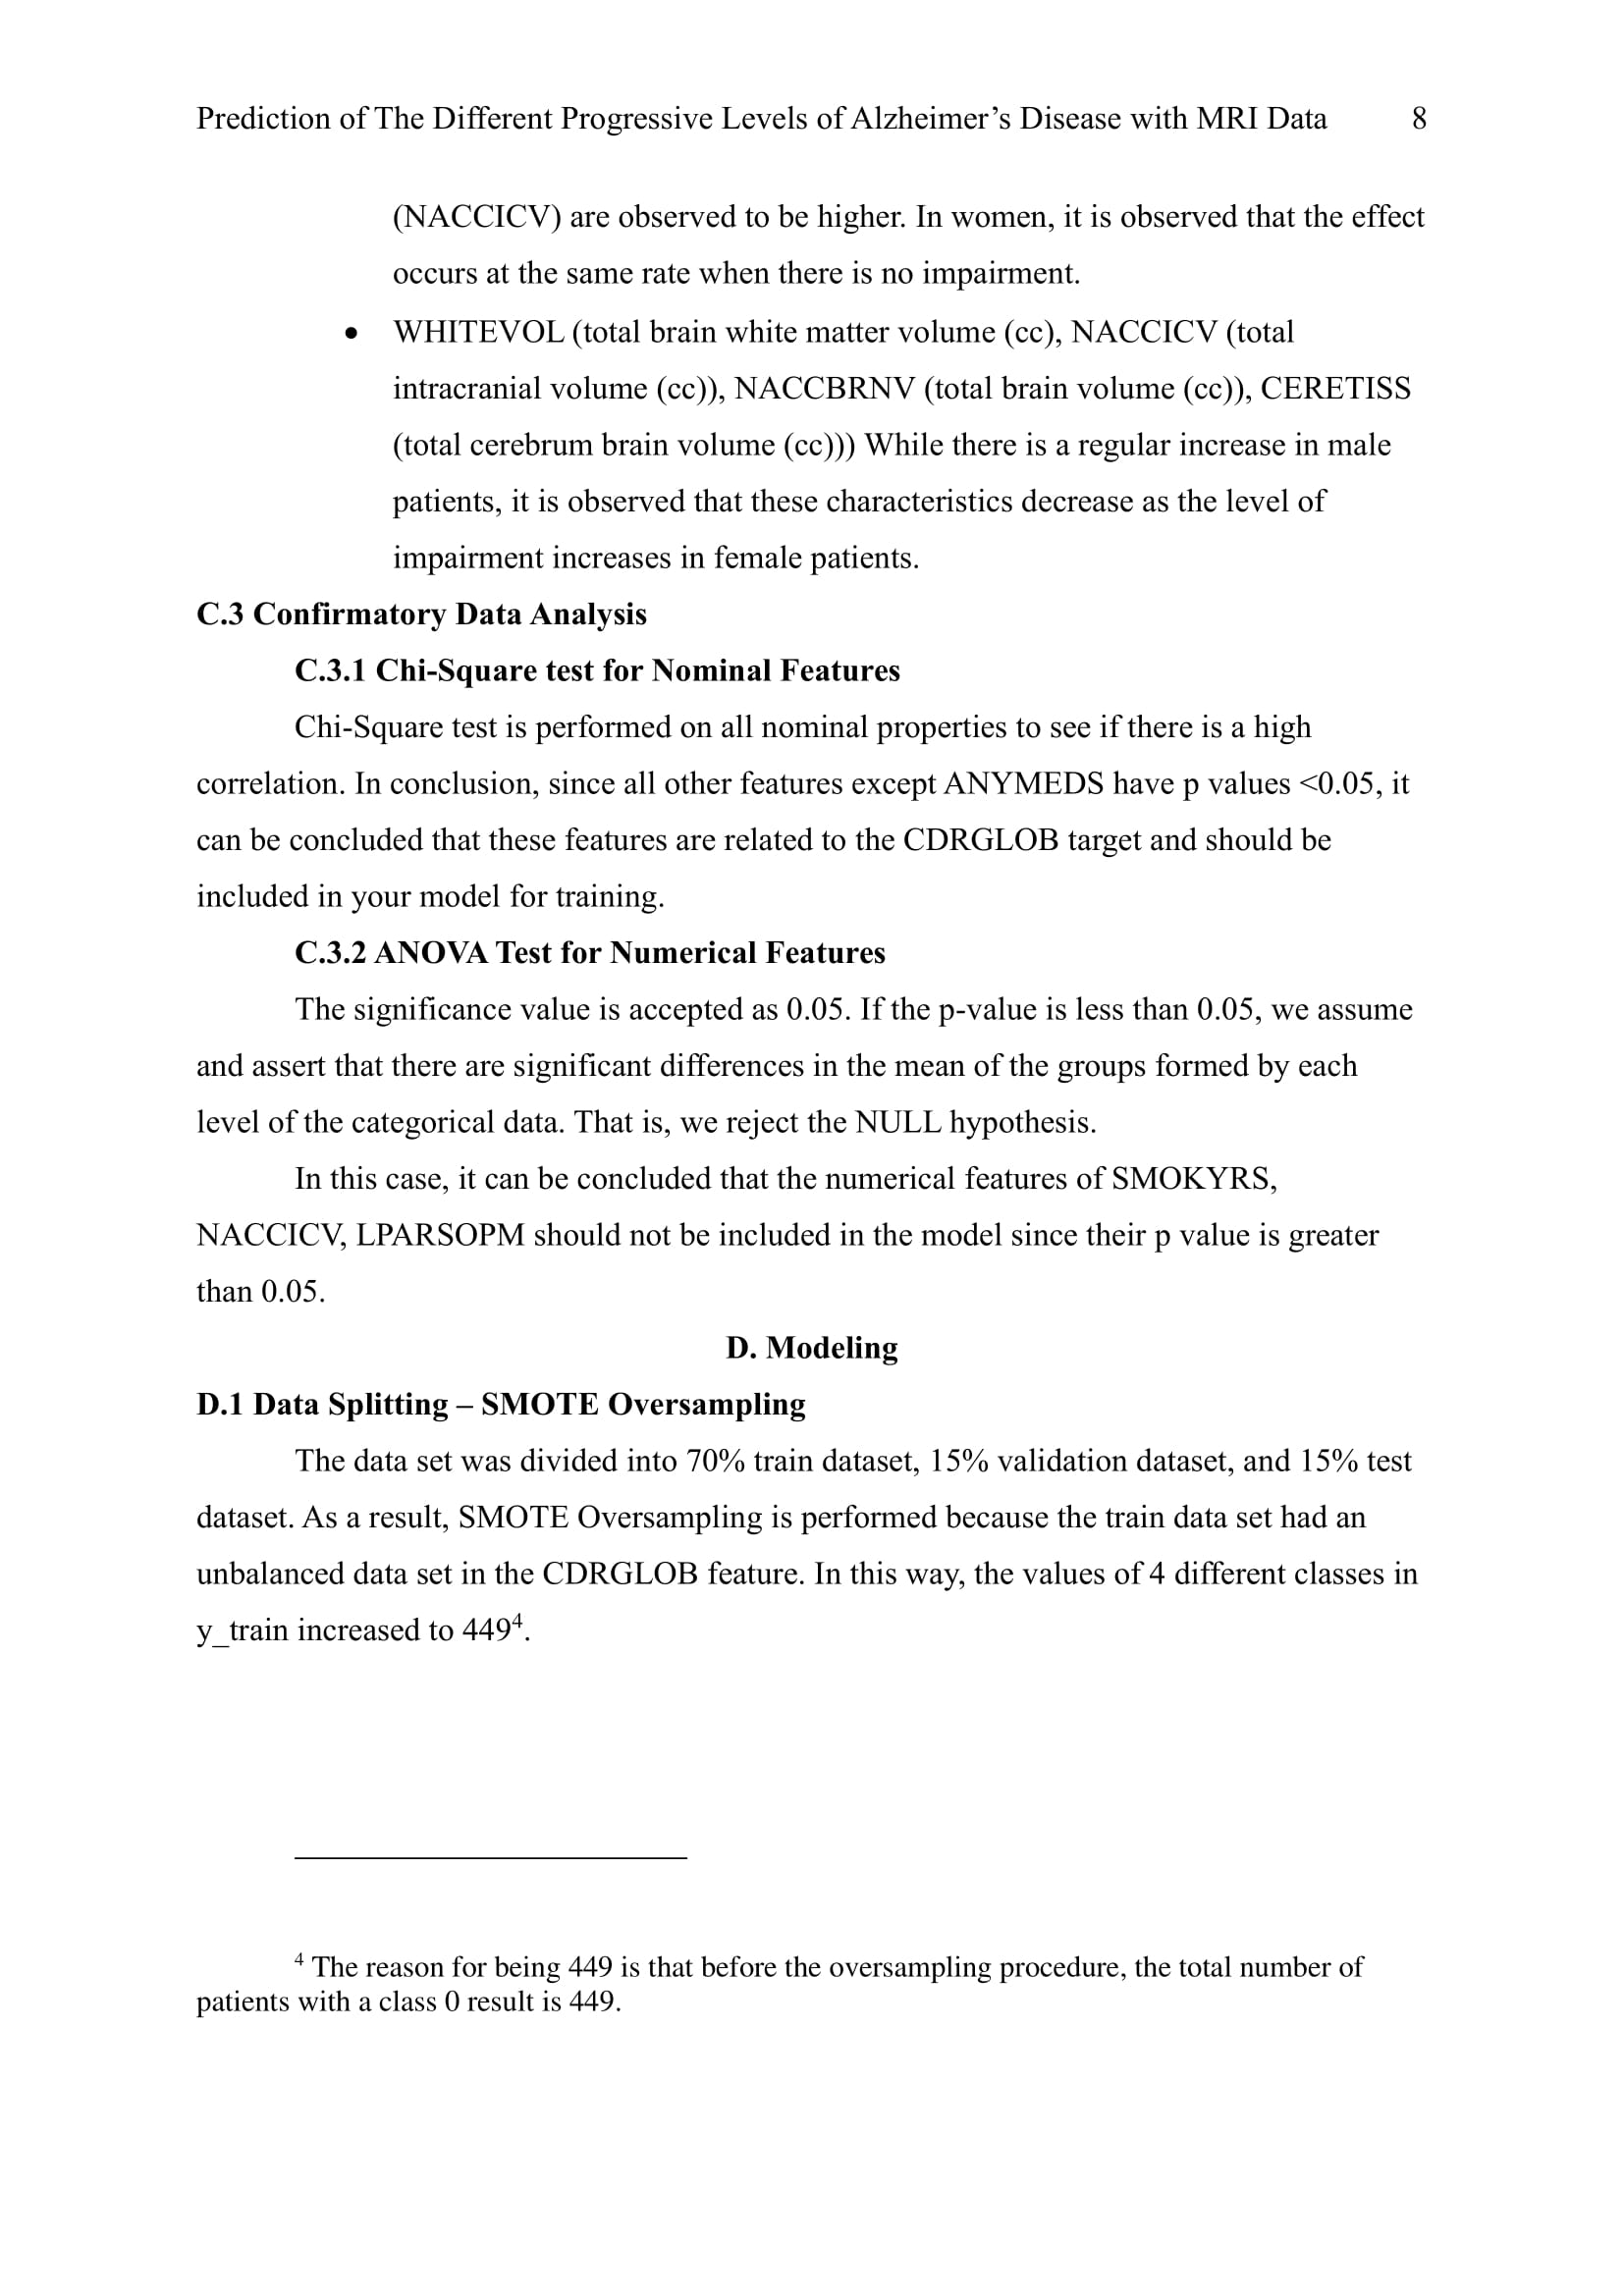 Prediction of The Different Progressive Levels of Alzheimer’s Disease with MRI Data 8
(NACCICV) are observed to be higher. In women, it is observed that the effect
occurs at the same rate when there is no impairment.
• WHITEVOL (total brain white matter volume (cc), NACCICV (total
intracranial volume (cc)), NACCBRNV (total brain volume (cc)), CERETISS
(total cerebrum brain volume (cc))) While there is a regular increase in male
patients, it is observed that these characteristics decrease as the level of
impairment increases in female patients.
C.3 Confirmatory Data Analysis
C.3.1 Chi-Square test for Nominal Features
Chi-Square test is performed on all nominal properties to see if there is a high
correlation. In conclusion, since all other features except ANYMEDS have p values <0.05, it
can be concluded that these features are related to the CDRGLOB target and should be
included in your model for training.
C.3.2 ANOVA Test for Numerical Features
The significance value is accepted as 0.05. If the p-value is less than 0.05, we assume
and assert that there are significant differences in the mean of the groups formed by each
level of the categorical data. That is, we reject the NULL hypothesis.
In this case, it can be concluded that the numerical features of SMOKYRS,
NACCICV, LPARSOPM should not be included in the model since their p value is greater
than 0.05.
D. Modeling
D.1 Data Splitting – SMOTE Oversampling
The data set was divided into 70% train dataset, 15% validation dataset, and 15% test
dataset. As a result, SMOTE Oversampling is performed because the train data set had an
unbalanced data set in the CDRGLOB feature. In this way, the values of 4 different classes in
y_train increased to 449⁴.
⁴ The reason for being 449 is that before the oversampling procedure, the total number of
patients with a class 0 result is 449.